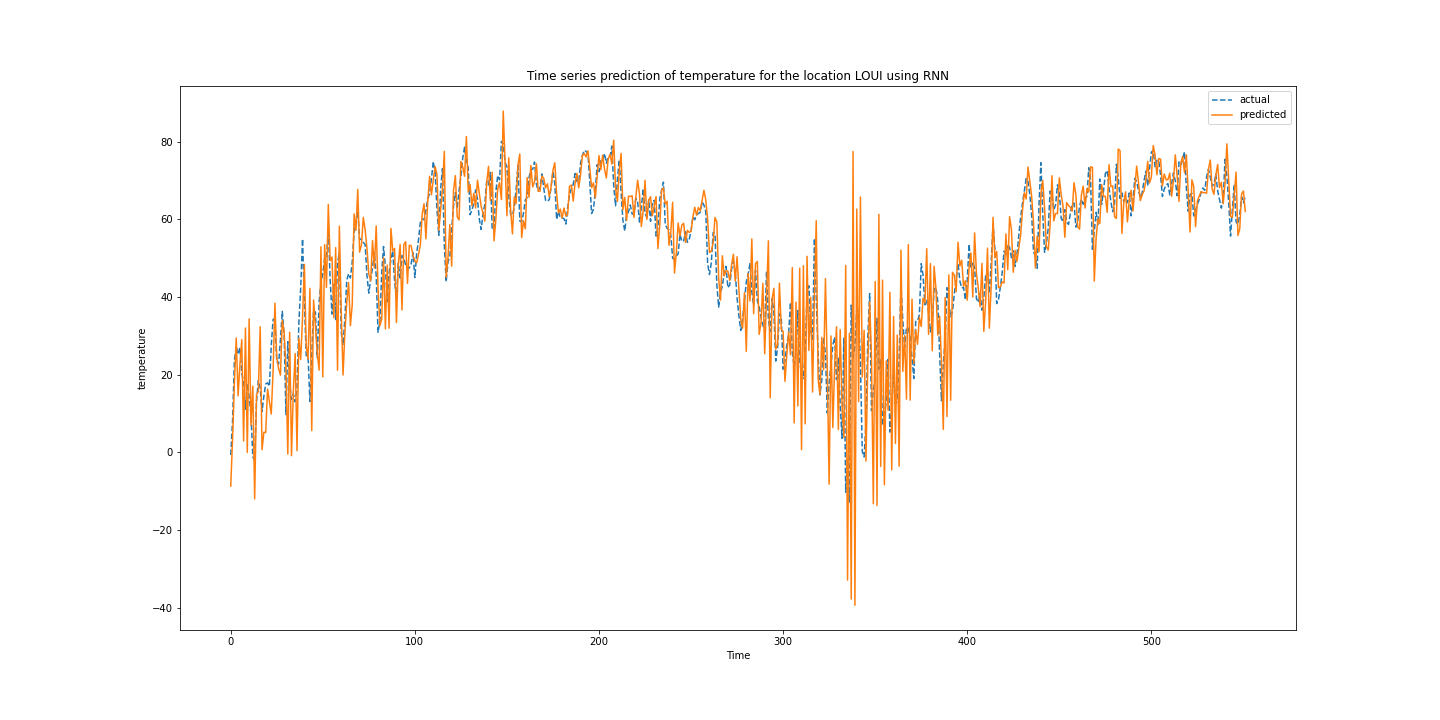 Time series prediction of temperature for the location LOUI using RNN
actual
predicted
80
60
40
20
0
−20
−40
temperature
0 100 200 300 400 500
Time